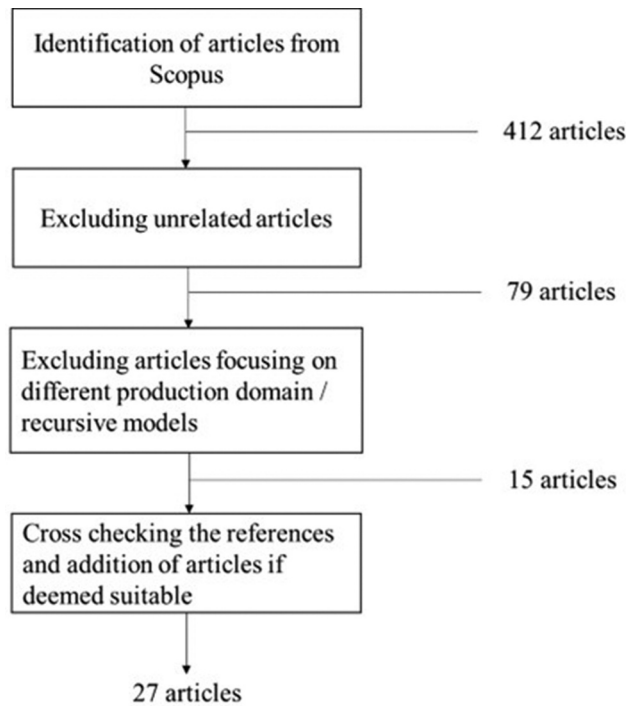 Identification of articles from
Scopus
412 articles
Excluding unrelated articles
79 articles
Excluding articles focusing on
different production domain /
recursive models
15 articles
Cross checking the references
and addition of articles if
deemed suitable
27 articles